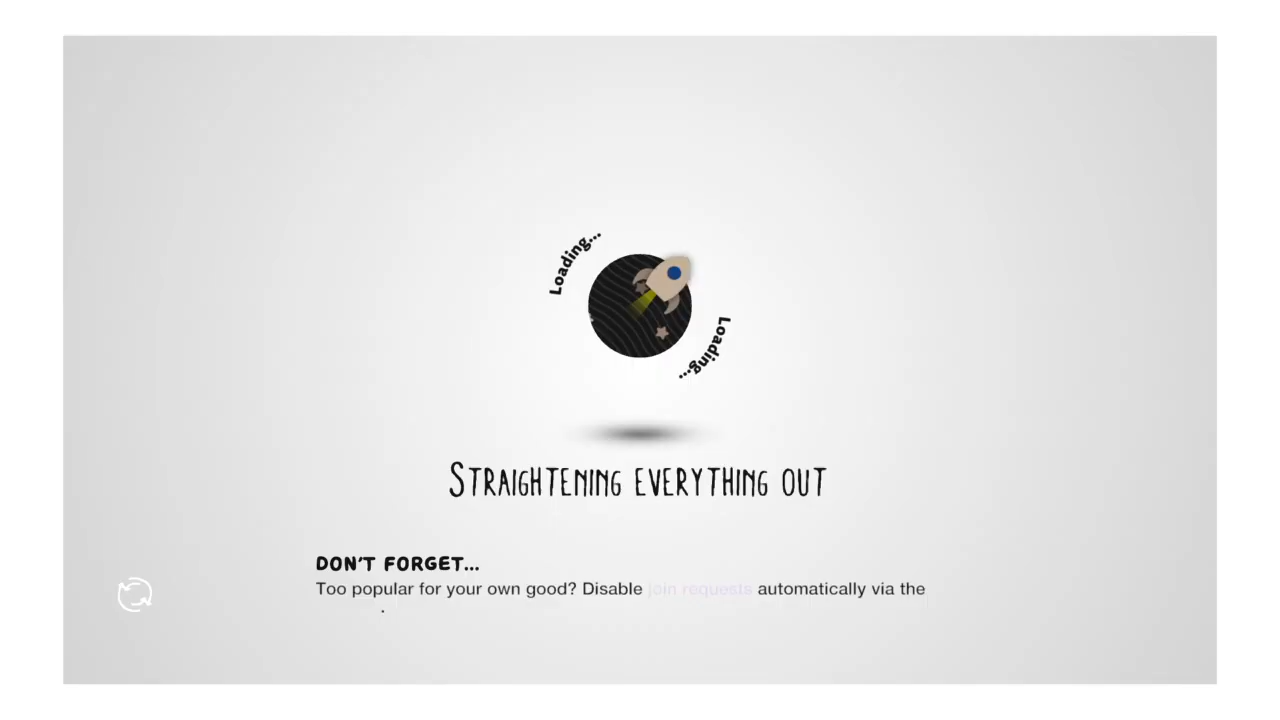 Loading...
Loading...
STRAIGHTENING EVERYTHING OUT
DON'T FORGET...
Too popular for your own good? Disable join requests automatically via the
.